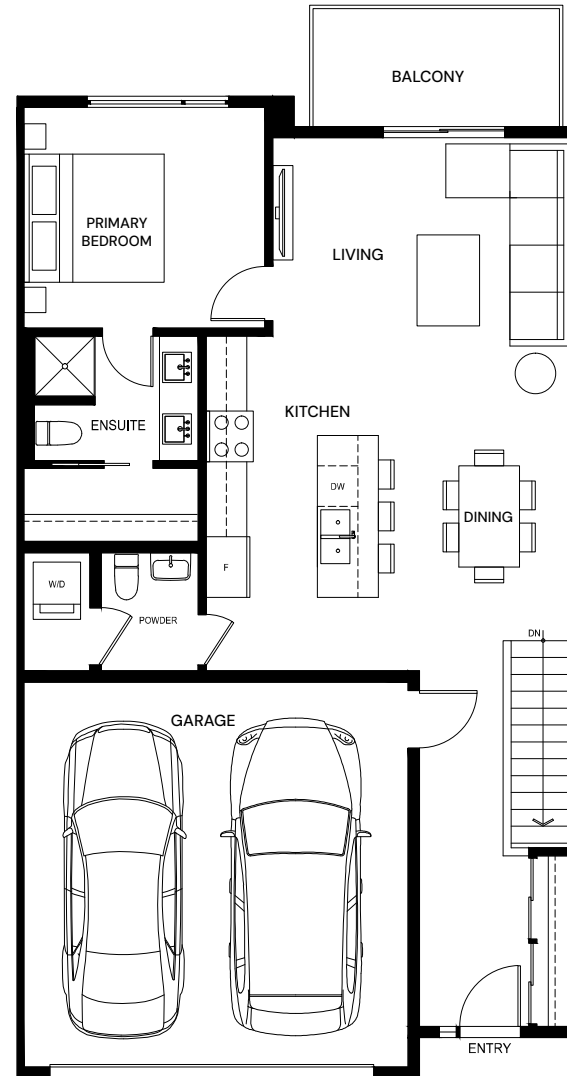 BALCONY
PRIMARY
BEDROOM
LIVING
KITCHEN
ENSUITE
DW
DINING
F
W/D
POWDER
DN
GARAGE
ENTRY